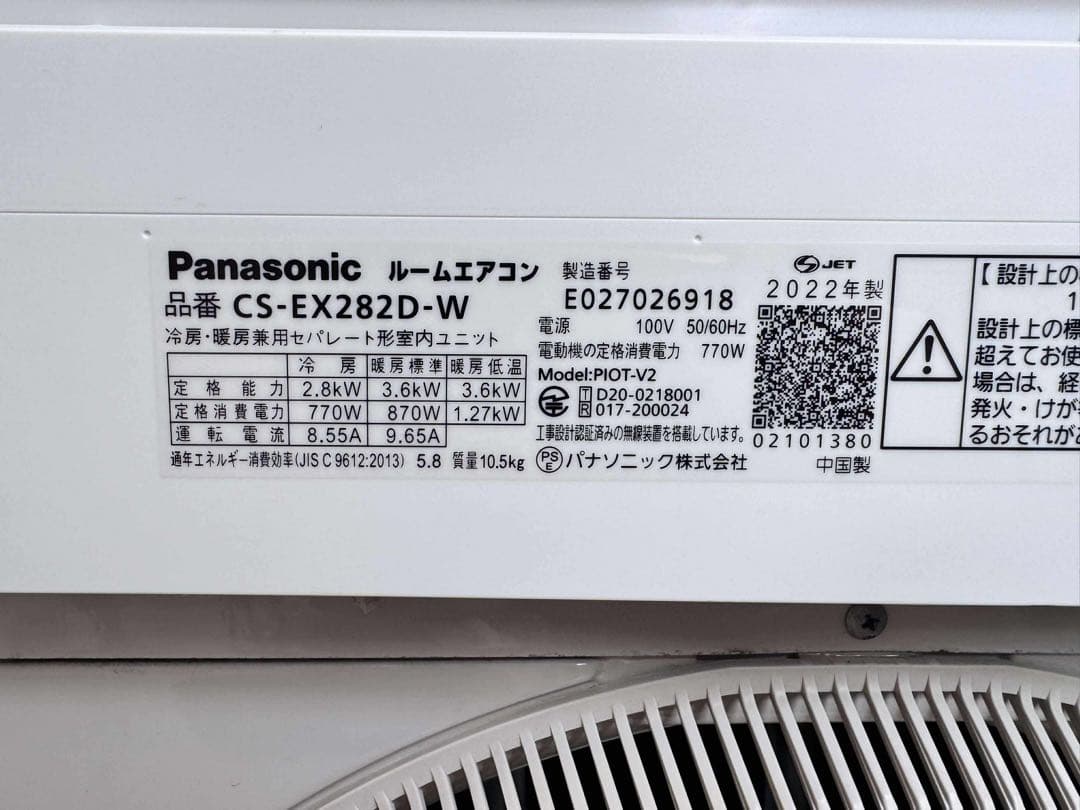 Panasonic ルームエアコン
品番 CS-EX282D-W
冷房・暖房兼用セパレート形室内ユニット
冷房 暖房標準 暖房低温
定格能力 2.8kW 3.6kW 3.6kW
定格消費電力 770W 870W 1.27kW
運転電流 8.55A 9.65A
通年エネルギー消費効率(JIS C 9612:2013) 5.8 質量10.5kg
製造番号
E027026918
電源 100V 50/60Hz
電動機の定格消費電力 770W
Model:PIOT-V2
T D20-0218001
R 017-200024
工事設計認証済みの無線装置を搭載しています。
PS E パナソニック株式会社
S JET
2022年製
02101380
中国製
【設計上の
1
設計上の標
超えてお使
場合は、経
発火・けが
るおそれがあ